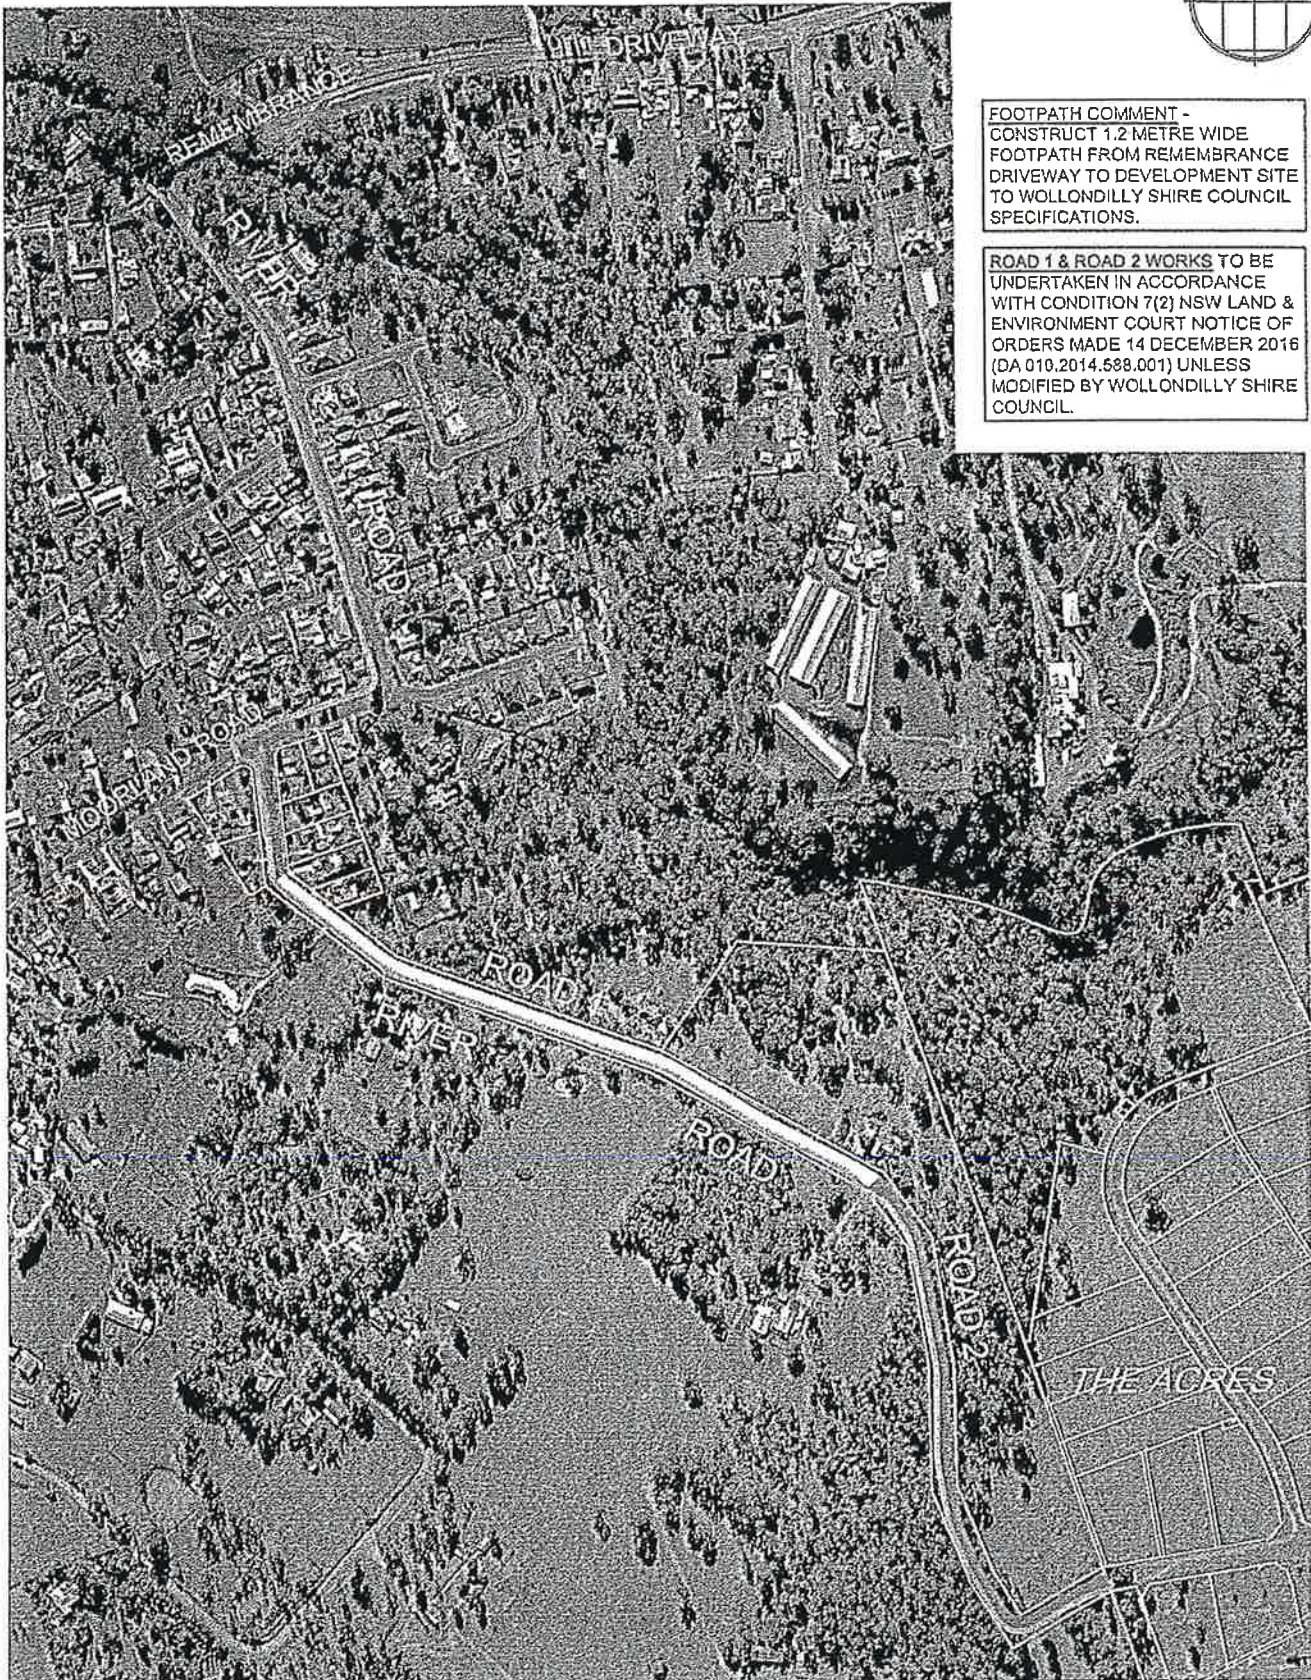 REMEMBRANCE
DRIVEWAY
FOOTPATH COMMENT -
CONSTRUCT 1.2 METRE WIDE
FOOTPATH FROM REMEMBRANCE
DRIVEWAY TO DEVELOPMENT SITE
TO WOLLONDILLY SHIRE COUNCIL
SPECIFICATIONS.
ROAD 1 & ROAD 2 WORKS TO BE
UNDERTAKEN IN ACCORDANCE
WITH CONDITION 7(2) NSW LAND &
ENVIRONMENT COURT NOTICE OF
ORDERS MADE 14 DECEMBER 2016
(DA 010.2014.588.001) UNLESS
MODIFIED BY WOLLONDILLY SHIRE
COUNCIL.
RIVER
ROAD
MOORLAND ROAD
ROAD 1
RIVER
ROAD
ROAD 2
THE ACRES